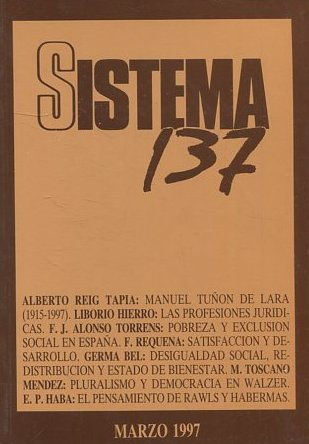 SISTEMA
137
ALBERTO REIG TAPIA: MANUEL TUÑON DE LARA
(1915-1997). LIBORIO HIERRO: LAS PROFESIONES JURIDI-
CAS. F. J. ALONSO TORRENS: POBREZA Y EXCLUSION
SOCIAL EN ESPAÑA. F. REQUENA: SATISFACCION Y DE-
SARROLLO. GERMA BEL: DESIGUALDAD SOCIAL, RE-
DISTRIBUCION Y ESTADO DE BIENESTAR. M. TOSCANO
MENDEZ: PLURALISMO Y DEMOCRACIA EN WALZER.
E. P. HABA: EL PENSAMIENTO DE RAWLS Y HABERMAS.
MARZO 1997